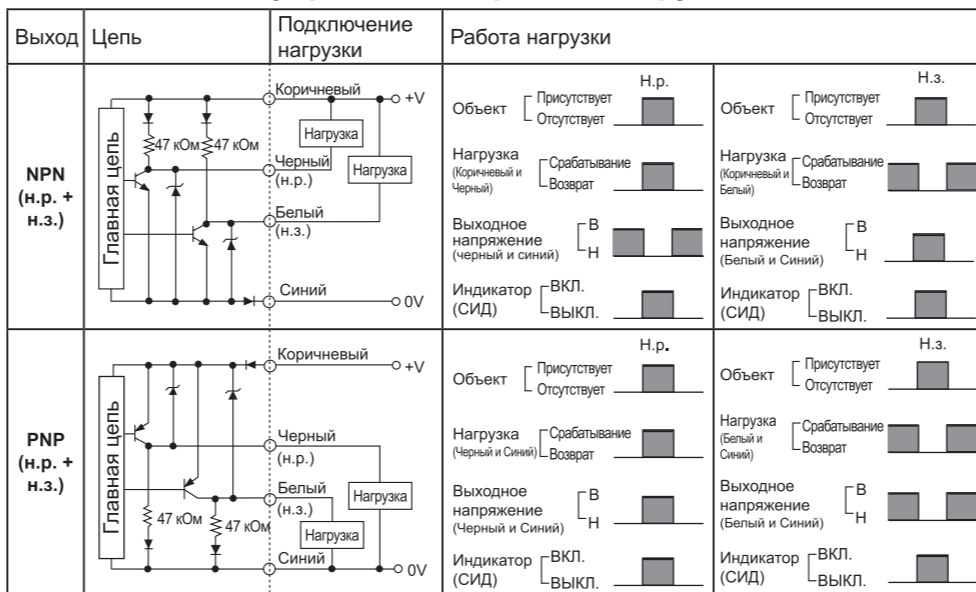 Выход
Цепь
Подключение
нагрузки
Работа нагрузки
NPN
(н.р. +
н.з.)
Главная цепь
47 кОм
47 кОм
Коричневый
+V
Нагрузка
Черный
(н.р.)
Нагрузка
Белый
(н.з.)
Синий
0V
Н.р.
Объект
Присутствует
Отсутствует
Нагрузка
(Коричневый и
Черный)
Срабатывание
Возврат
Выходное
напряжение
(черный и синий)
В
Н
Индикатор
(СИД)
ВКЛ.
ВЫКЛ.
Н.з.
Объект
Присутствует
Отсутствует
Нагрузка
(Коричневый и
Белый)
Срабатывание
Возврат
Выходное
напряжение
(Белый и Синий)
В
Н
Индикатор
(СИД)
ВКЛ.
ВЫКЛ.
PNP
(н.р. +
н.з.)
Главная цепь
47 кОм
47 кОм
Коричневый
+V
Черный
(н.р.)
Белый
(н.з.)
Нагрузка
Нагрузка
Синий
0V
Н.р.
Объект
Присутствует
Отсутствует
Нагрузка
(Черный и Синий)
Срабатывание
Возврат
Выходное
напряжение
(Черный и Синий)
В
Н
Индикатор
(СИД)
ВКЛ.
ВЫКЛ.
Н.з.
Объект
Присутствует
Отсутствует
Нагрузка
(Белый и
Синий)
Срабатывание
Возврат
Выходное
напряжение
(Белый и Синий)
В
Н
Индикатор
(СИД)
ВКЛ.
ВЫКЛ.